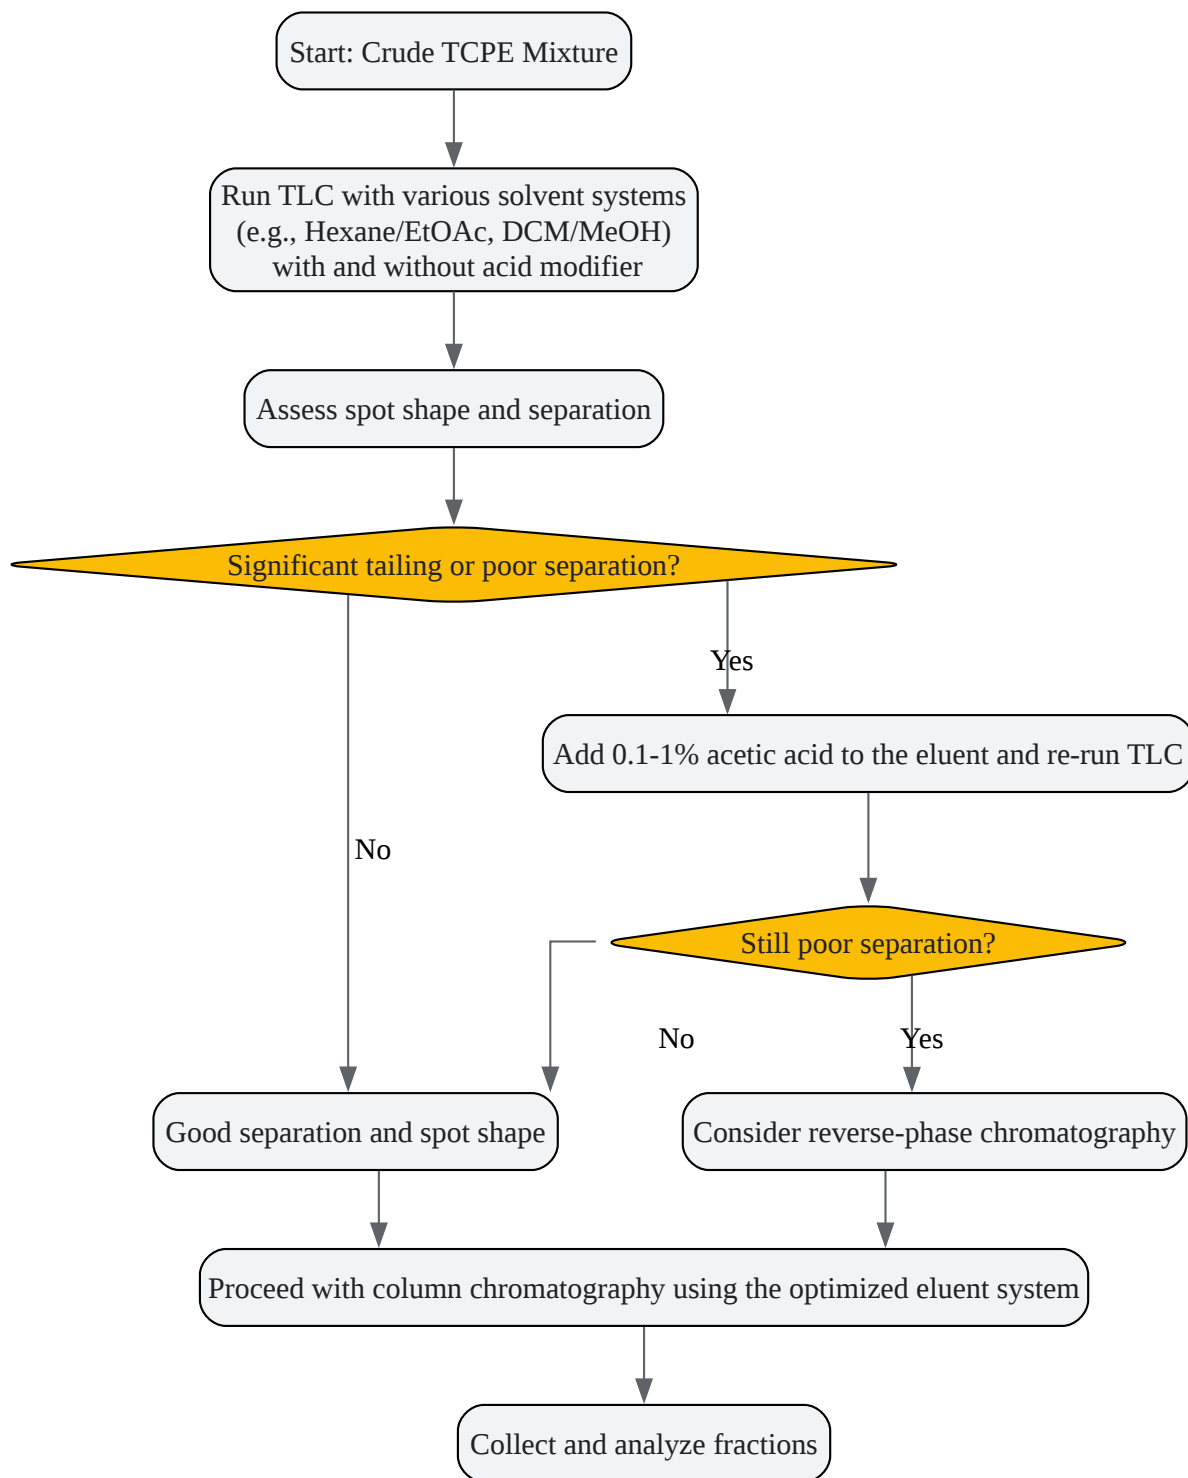 Start: Crude TCPE Mixture
Run TLC with various solvent systems
(e.g., Hexane/EtOAc, DCM/MeOH)
with and without acid modifier
Assess spot shape and separation
Significant tailing or poor separation?
Yes
Add 0.1-1% acetic acid to the eluent and re-run TLC
No
Still poor separation?
No
Yes
Good separation and spot shape
Consider reverse-phase chromatography
Proceed with column chromatography using the optimized eluent system
Collect and analyze fractions